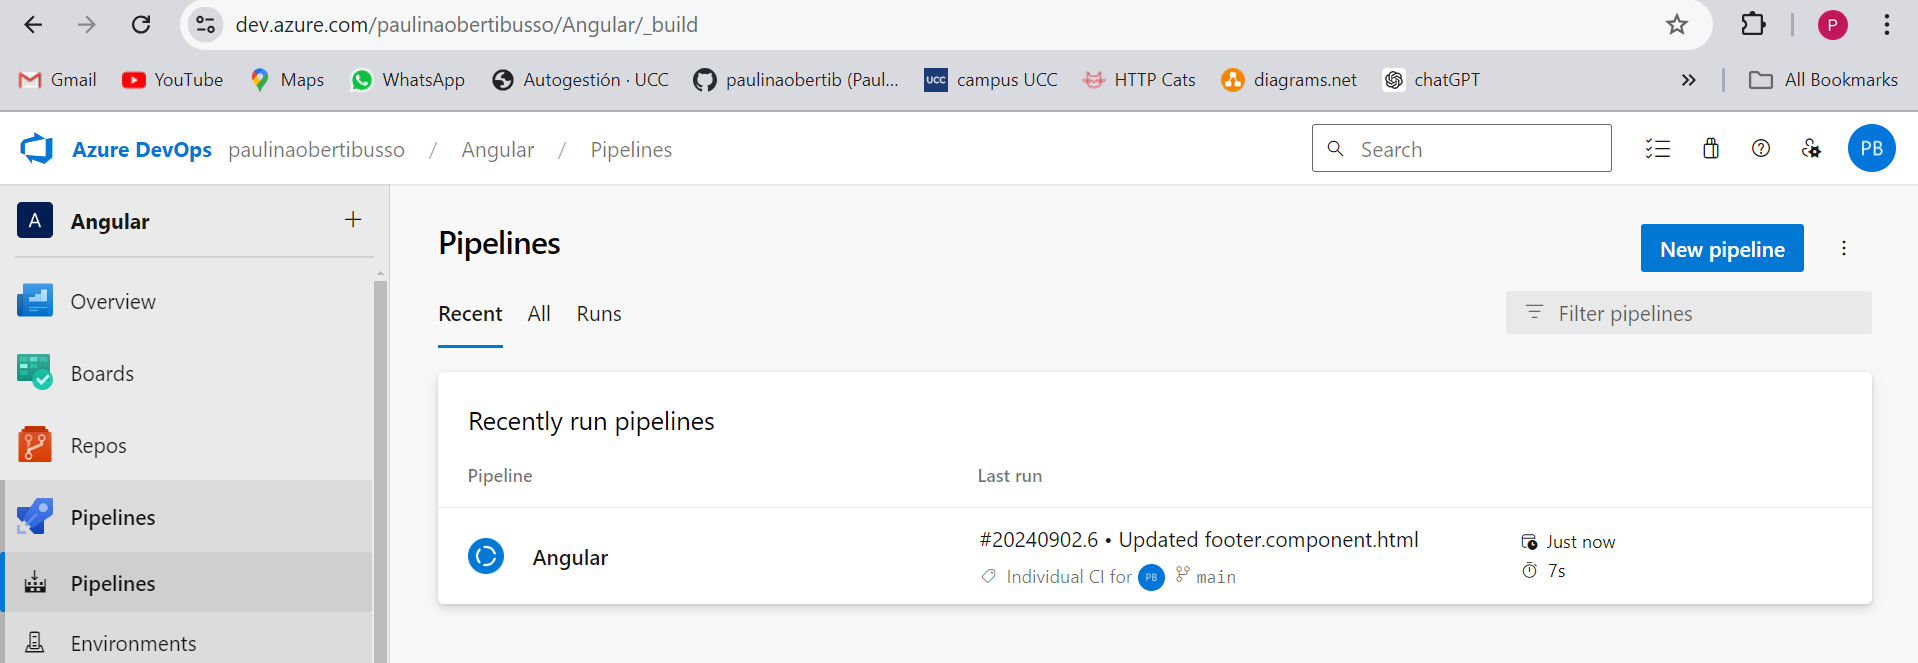 dev.azure.com/paulinaobertibusso/Angular/_build
P
Gmail YouTube Maps WhatsApp Autogestión · UCC paulinaobertib (Paul... UCC campus UCC HTTP Cats diagrams.net chatGPT » All Bookmarks
Azure DevOps paulinaobertibusso / Angular / Pipelines Search PB
A Angular +
Pipelines
New pipeline
Overview
Recent All Runs
Filter pipelines
Boards
Recently run pipelines
Repos
Pipeline Last run
Pipelines
Angular
#20240902.6 • Updated footer.component.html
Just now
Individual CI for PB main
7s
Pipelines
Environments